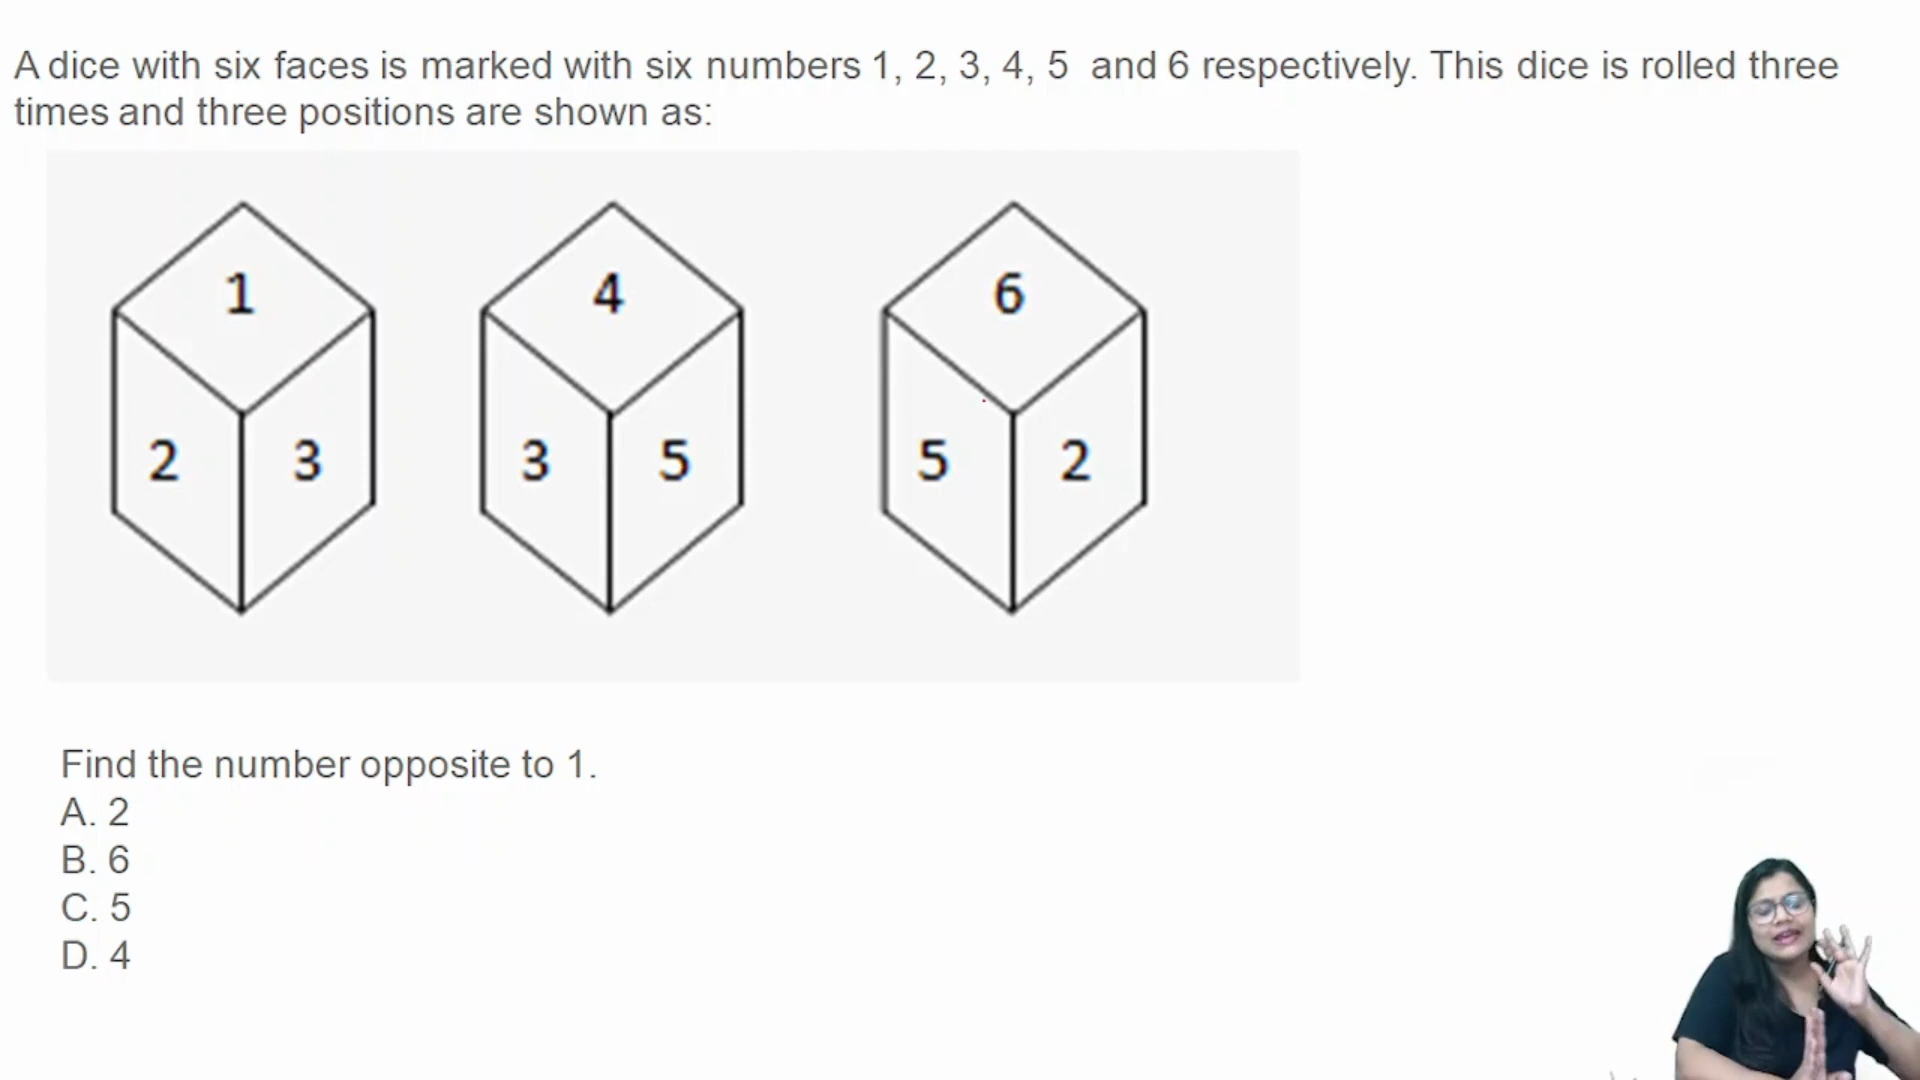 A dice with six faces is marked with six numbers 1, 2, 3, 4, 5 and 6 respectively. This dice is rolled three
times and three positions are shown as:
1 4 6
2 3 3 5 5 2
Find the number opposite to 1.
A. 2
B. 6
C. 5
D. 4